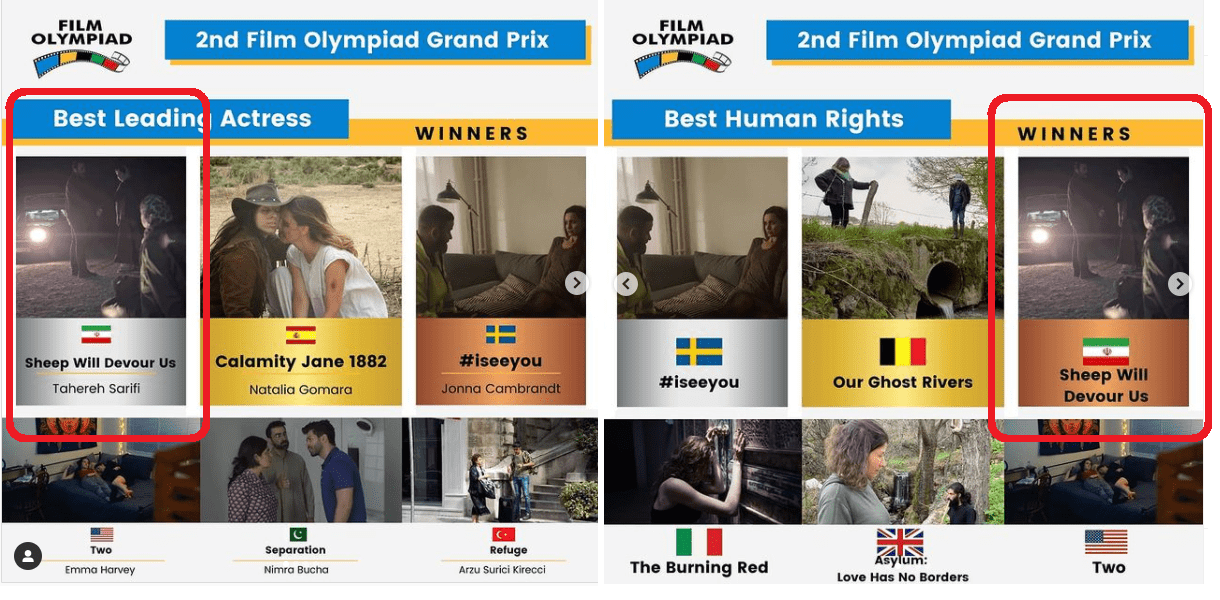 FILM
OLYMPIAD
2nd Film Olympiad Grand Prix
Best Leading Actress
WINNERS
Sheep Will Devour Us
Tahereh Sarifi
Calamity Jane 1882
Natalia Gomara
#iseeyou
Jonna Cambrandt
Two
Emma Harvey
Separation
Nimra Bucha
Refuge
Arzu Surici Kirecci
FILM
OLYMPIAD
2nd Film Olympiad Grand Prix
Best Human Rights
WINNERS
#iseeyou
Our Ghost Rivers
Sheep Will
Devour Us
The Burning Red
Asylum:
Love Has No Borders
Two